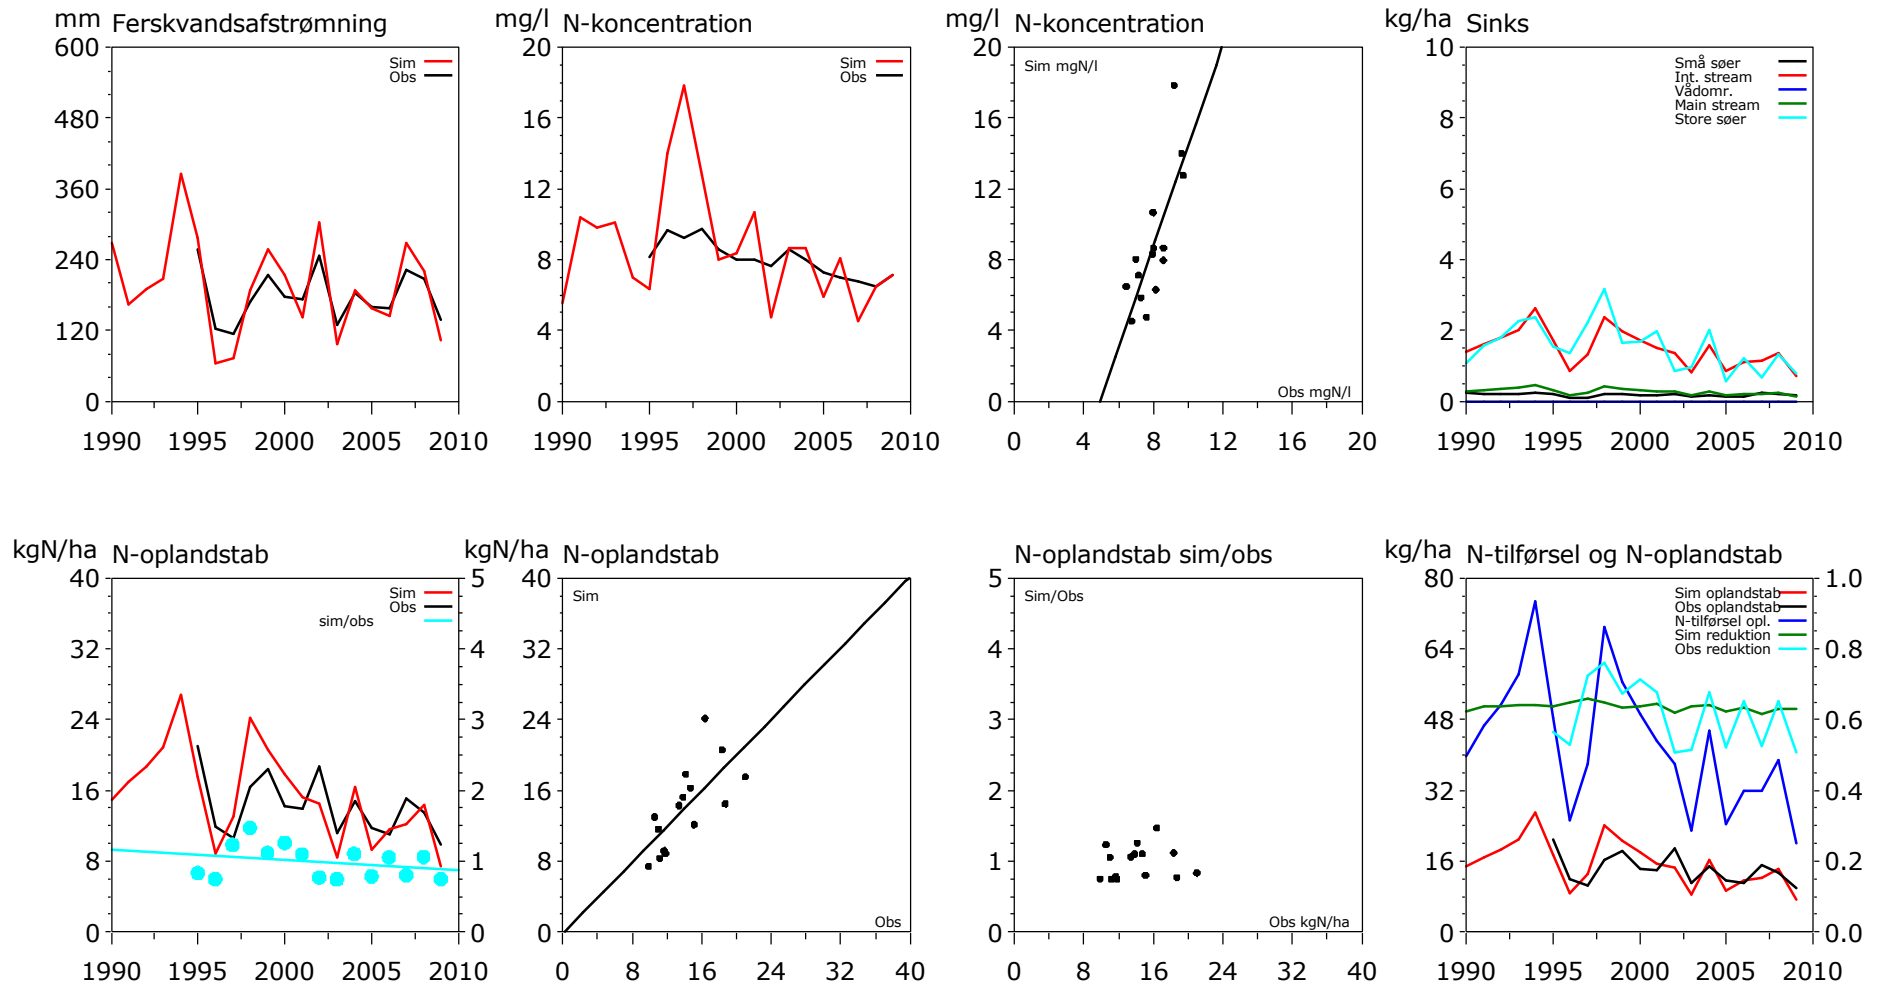 mm Ferskvandsafstrømning
600
480
360
240
120
0
1990 1995 2000 2005 2010
Sim
Obs
mg/l N-koncentration
20
16
12
8
4
0
1990 1995 2000 2005 2010
Sim
Obs
mg/l N-koncentration
20
16
12
8
4
0
0 4 8 12 16 20
Sim mgN/l
Obs mgN/l
kg/ha Sinks
10
8
6
4
2
0
1990 1995 2000 2005 2010
Små søer
Int. stream
Vådomr.
Main stream
Store søer
kgN/ha N-oplandstab
40
32
24
16
8
0
1990 1995 2000 2005 2010
Sim
Obs
sim/obs
5
4
3
2
1
0
kgN/ha N-oplandstab
40
32
24
16
8
0
0 8 16 24 32 40
Sim
Obs
N-oplandstab sim/obs
5
4
3
2
1
0
0 8 16 24 32 40
Sim/Obs
Obs kgN/ha
kg/ha N-tilførsel og N-oplandstab
80
64
48
32
16
0
1990 1995 2000 2005 2010
Sim oplandstab
Obs oplandstab
N-tilførsel opl.
Sim reduktion
Obs reduktion
1.0
0.8
0.6
0.4
0.2
0.0